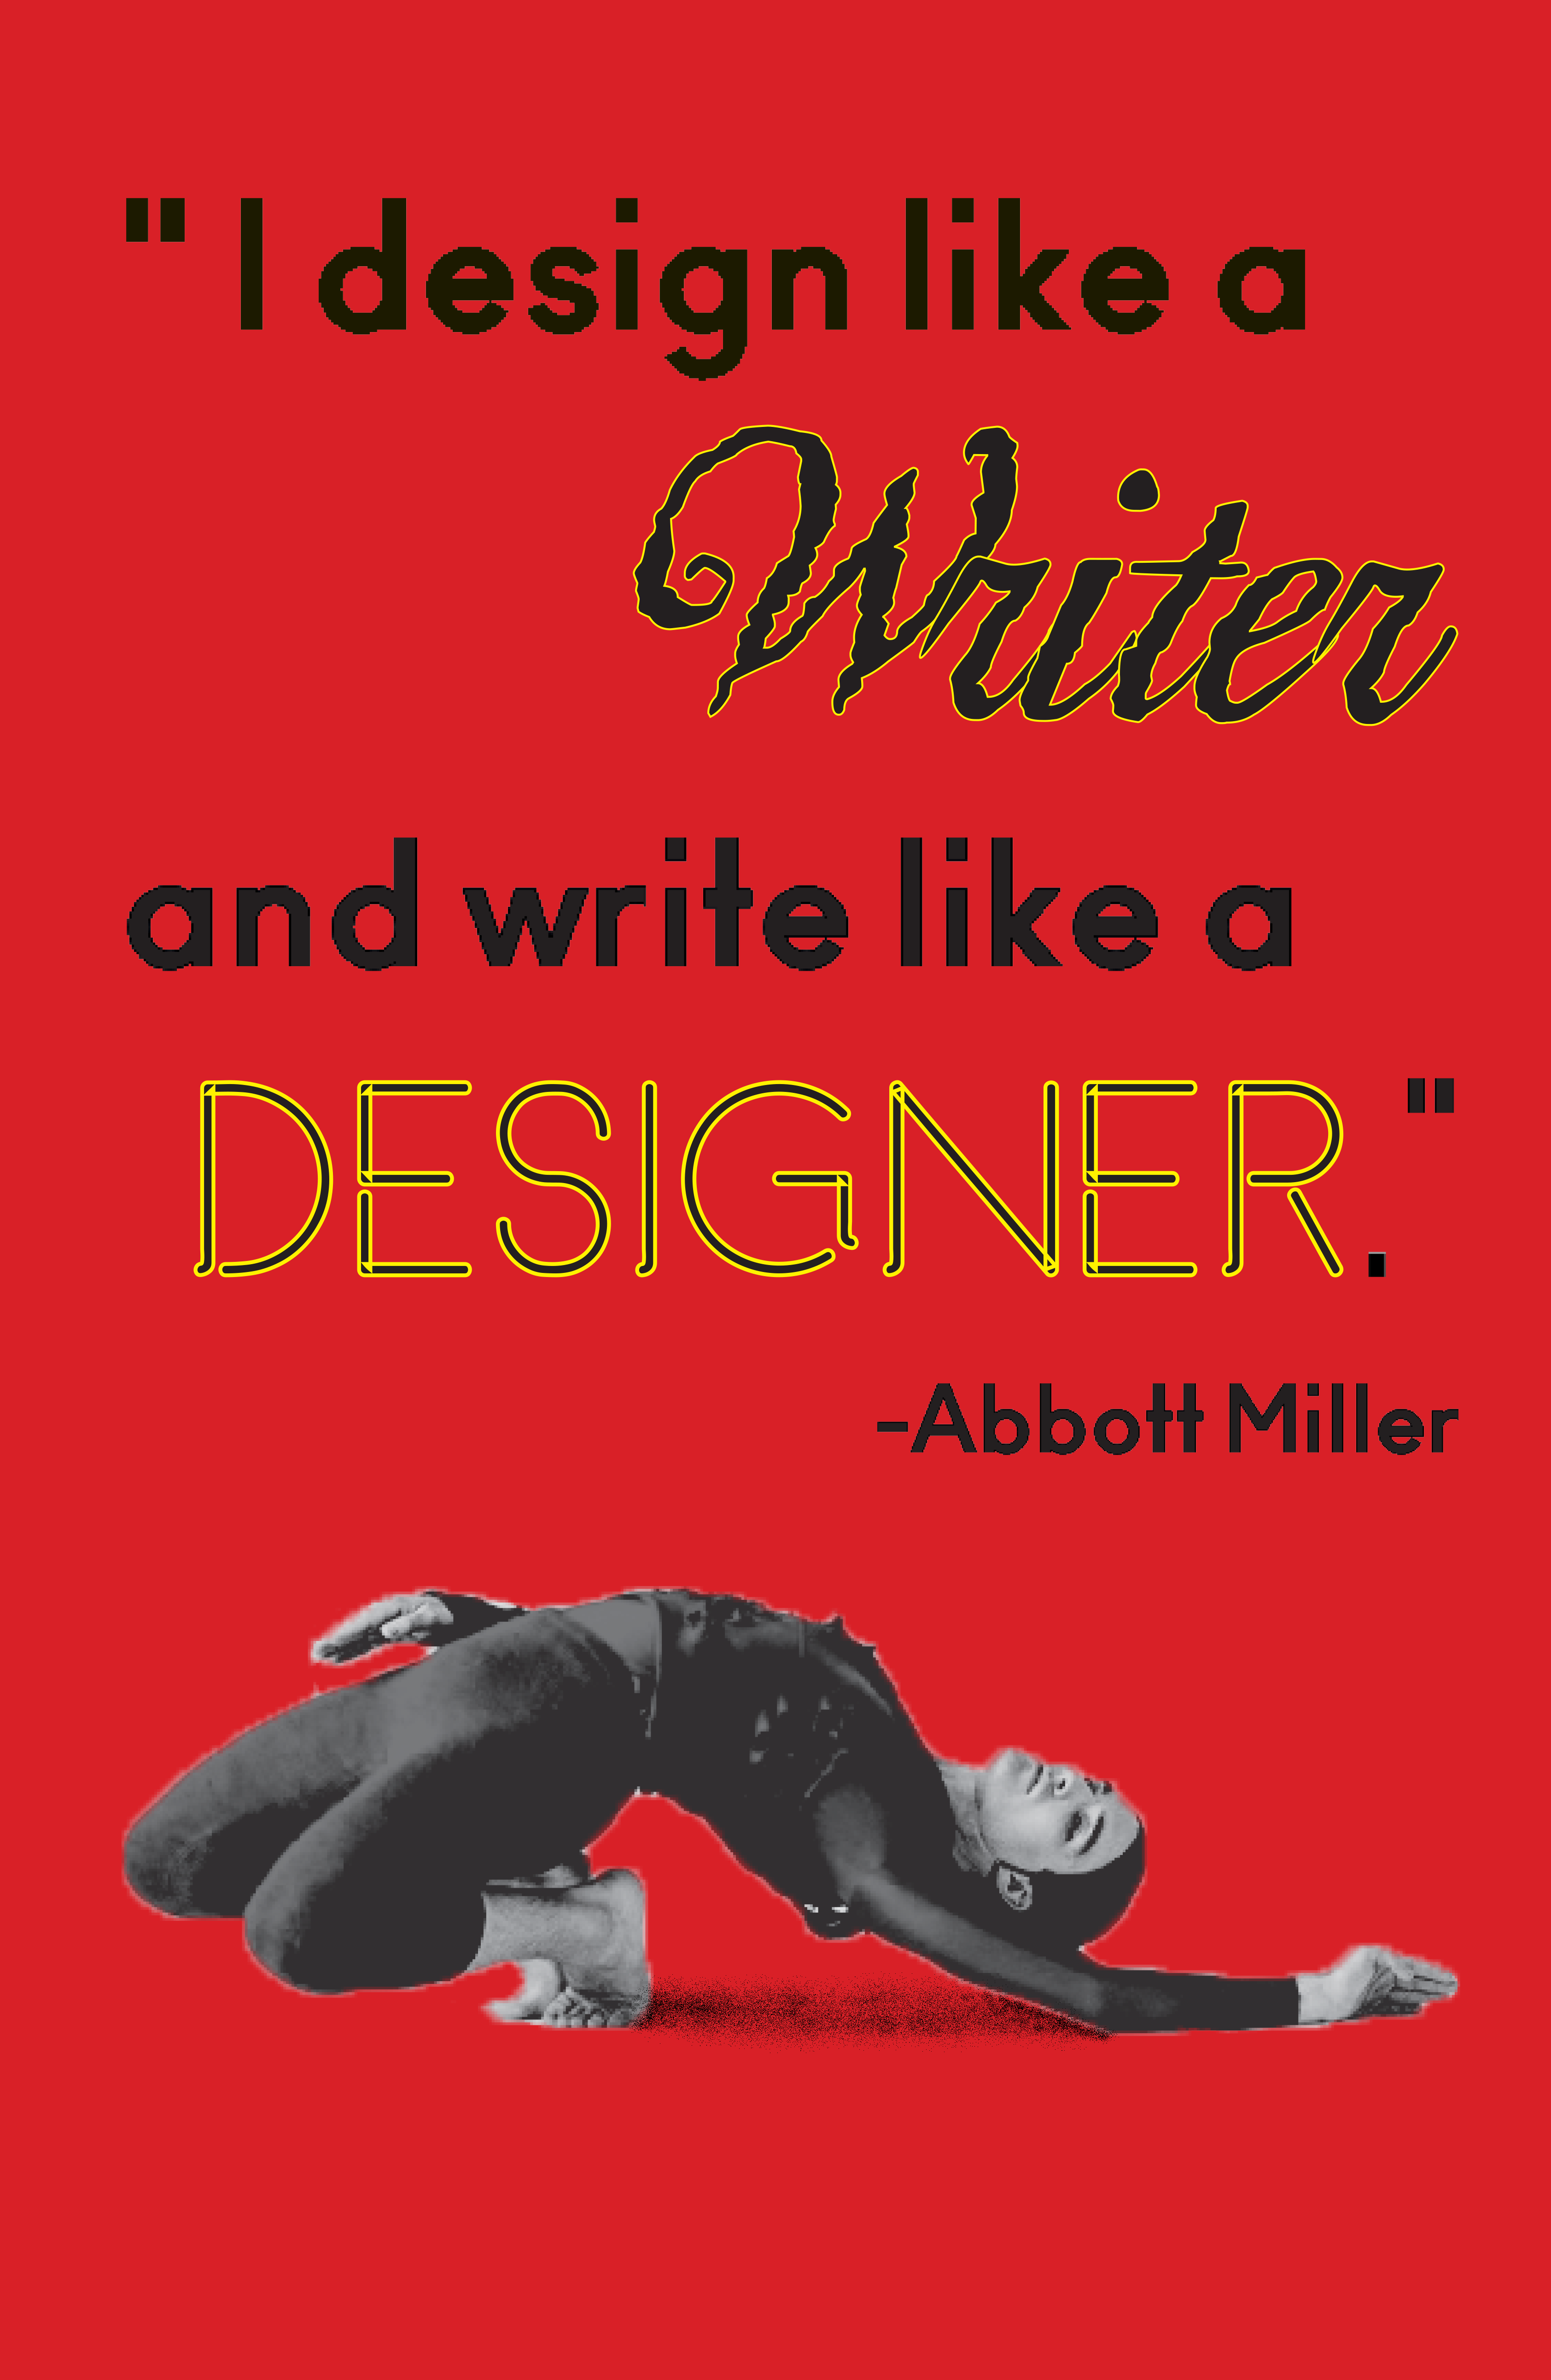 " I design like a
Writer
and write like a
DESIGNER."
-Abbott Miller